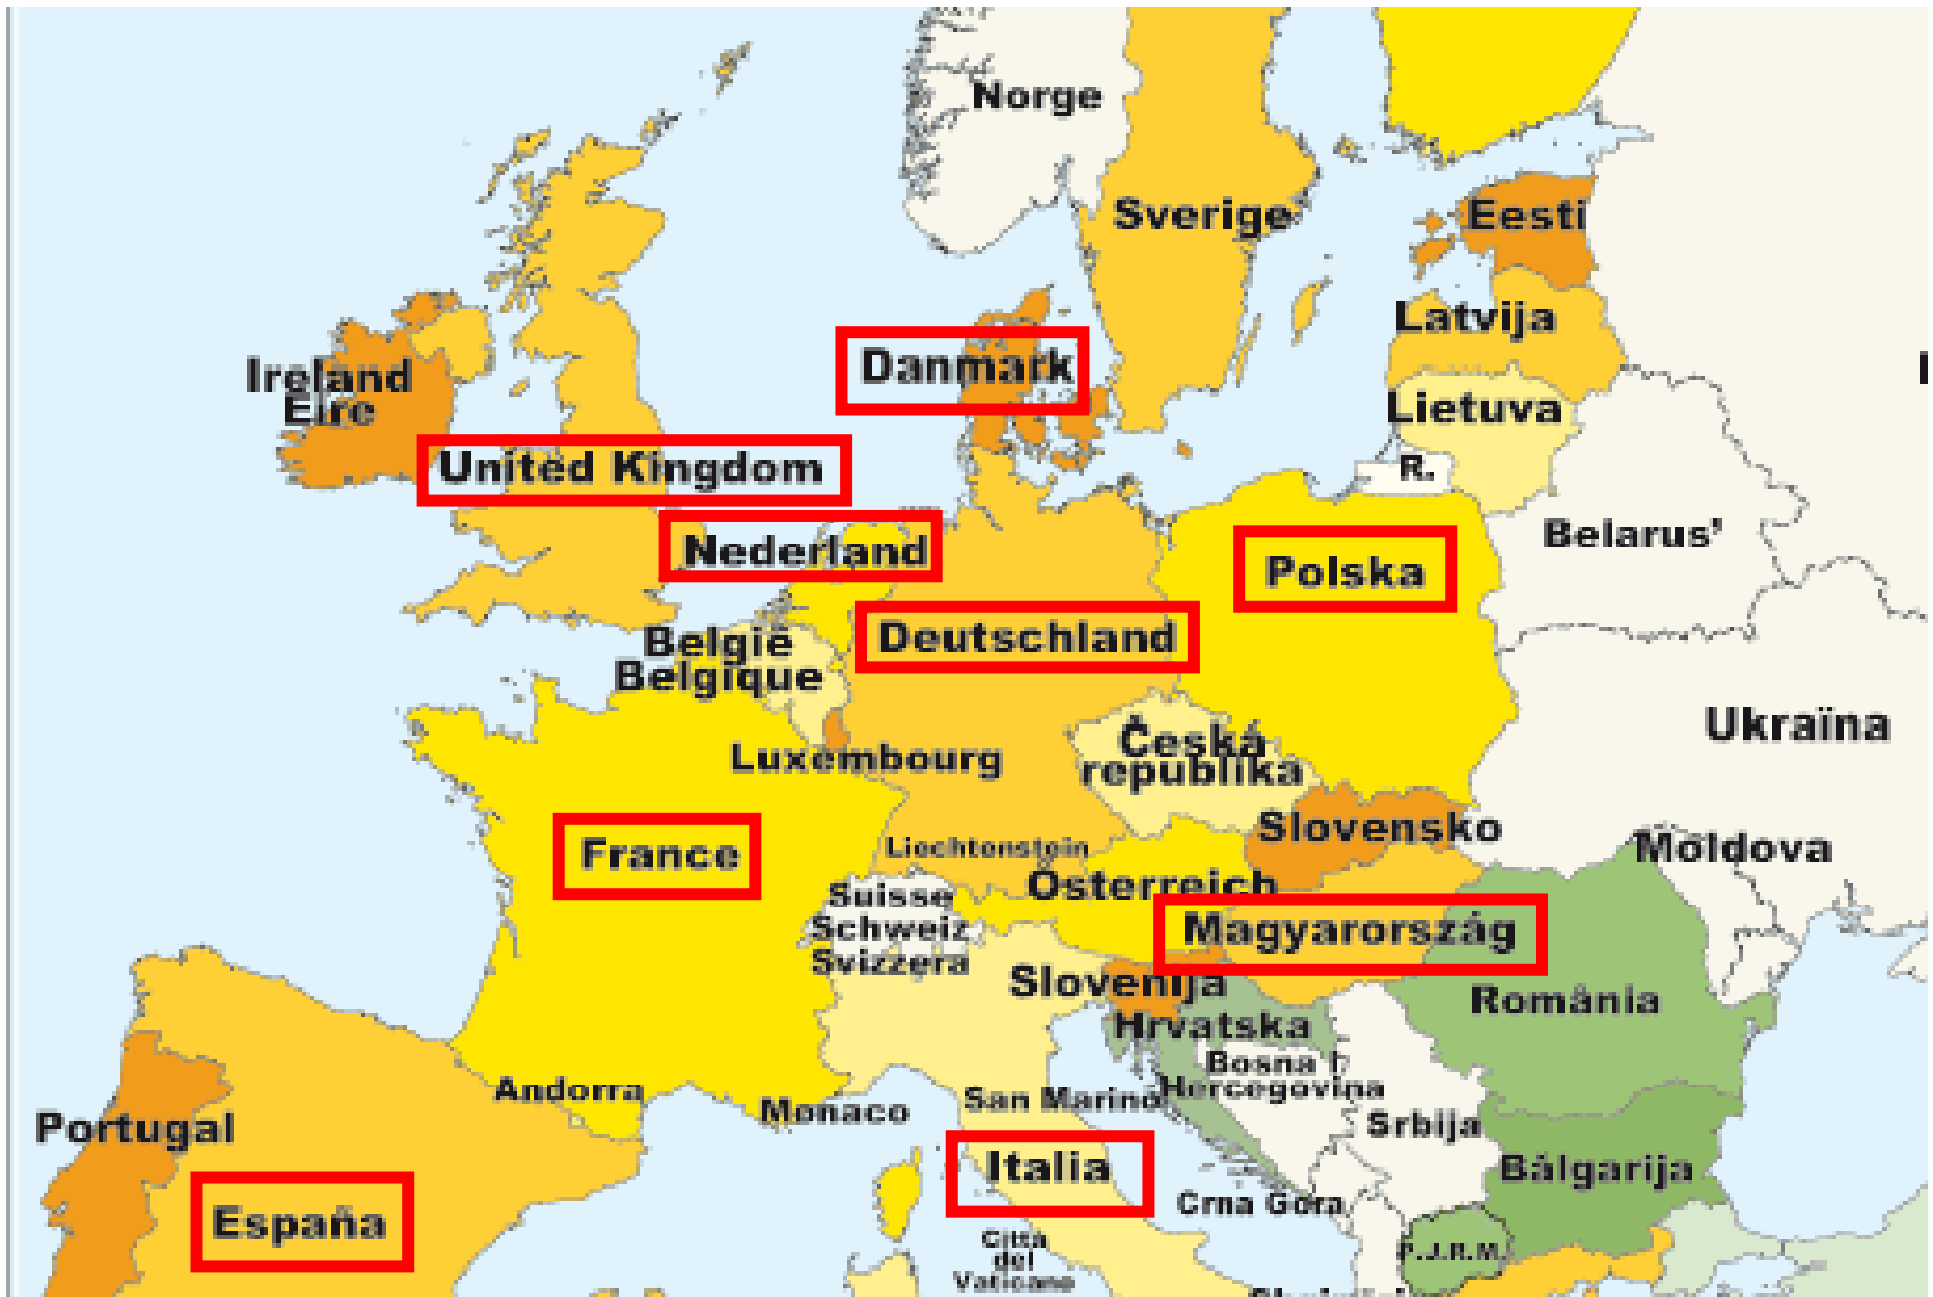 Norge
Sverige
Eesti
Latvija
Ireland
Éire
Danmark
Lietuva
United Kingdom
R.
Belarus'
Nederland
Polska
België
Belgique
Deutschland
Ukraïna
Česká
republika
Luxembourg
Slovensko
France
Liechtenstein
Moldova
Österreich
Suisse
Schweiz
Svizzera
Magyarország
Slovenija
România
Hrvatska
Bosna i
Hercegovina
Andorra
San Marino
Monaco
Srbija
Portugal
Italia
Bálgarija
Crna Gora
España
Città
del
Vaticano
P.J.R.M.